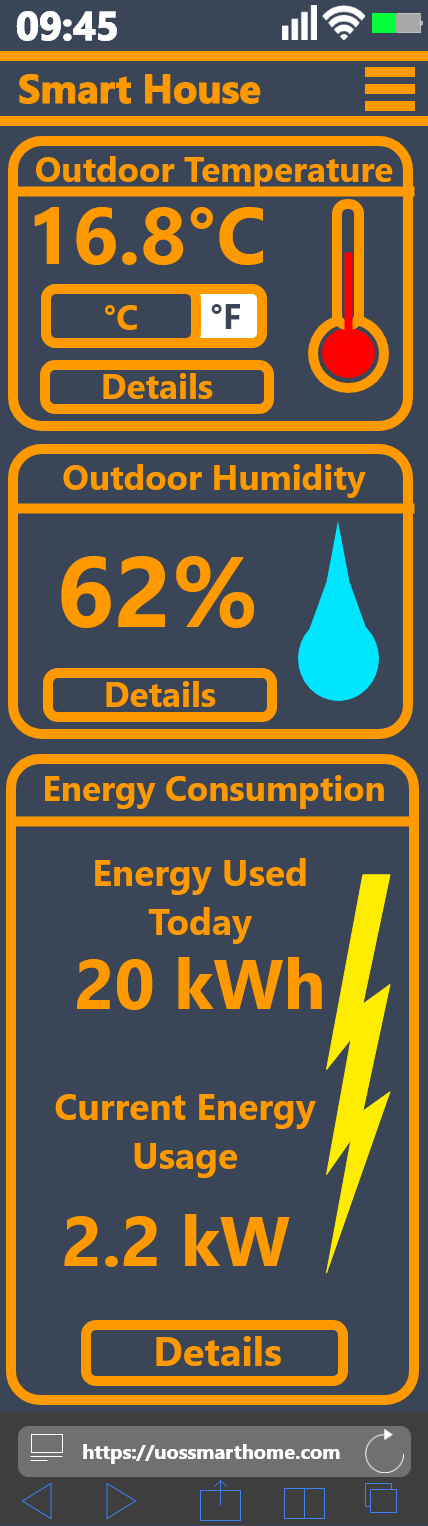 09:45
Smart House
Outdoor Temperature
16.8°C
°C °F
Details
Outdoor Humidity
62%
Details
Energy Consumption
Energy Used
Today
20 kWh
Current Energy
Usage
2.2 kW
Details
https://uossmarthome.com